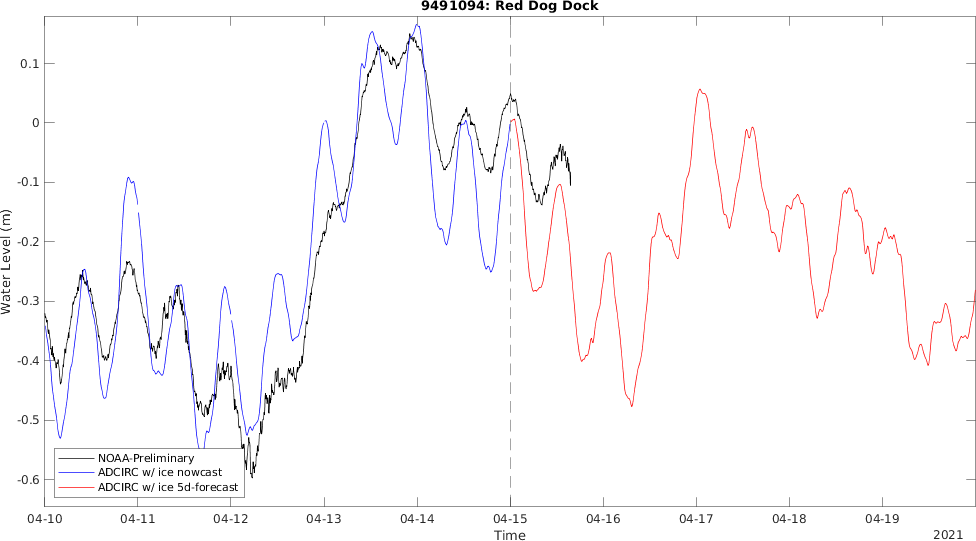 9491094: Red Dog Dock
Water Level (m)
0.1
0
-0.1
-0.2
-0.3
-0.4
-0.5
-0.6
NOAA-Preliminary
ADCIRC w/ ice nowcast
ADCIRC w/ ice 5d-forecast
04-10 04-11 04-12 04-13 04-14 04-15 04-16 04-17 04-18 04-19
Time
2021